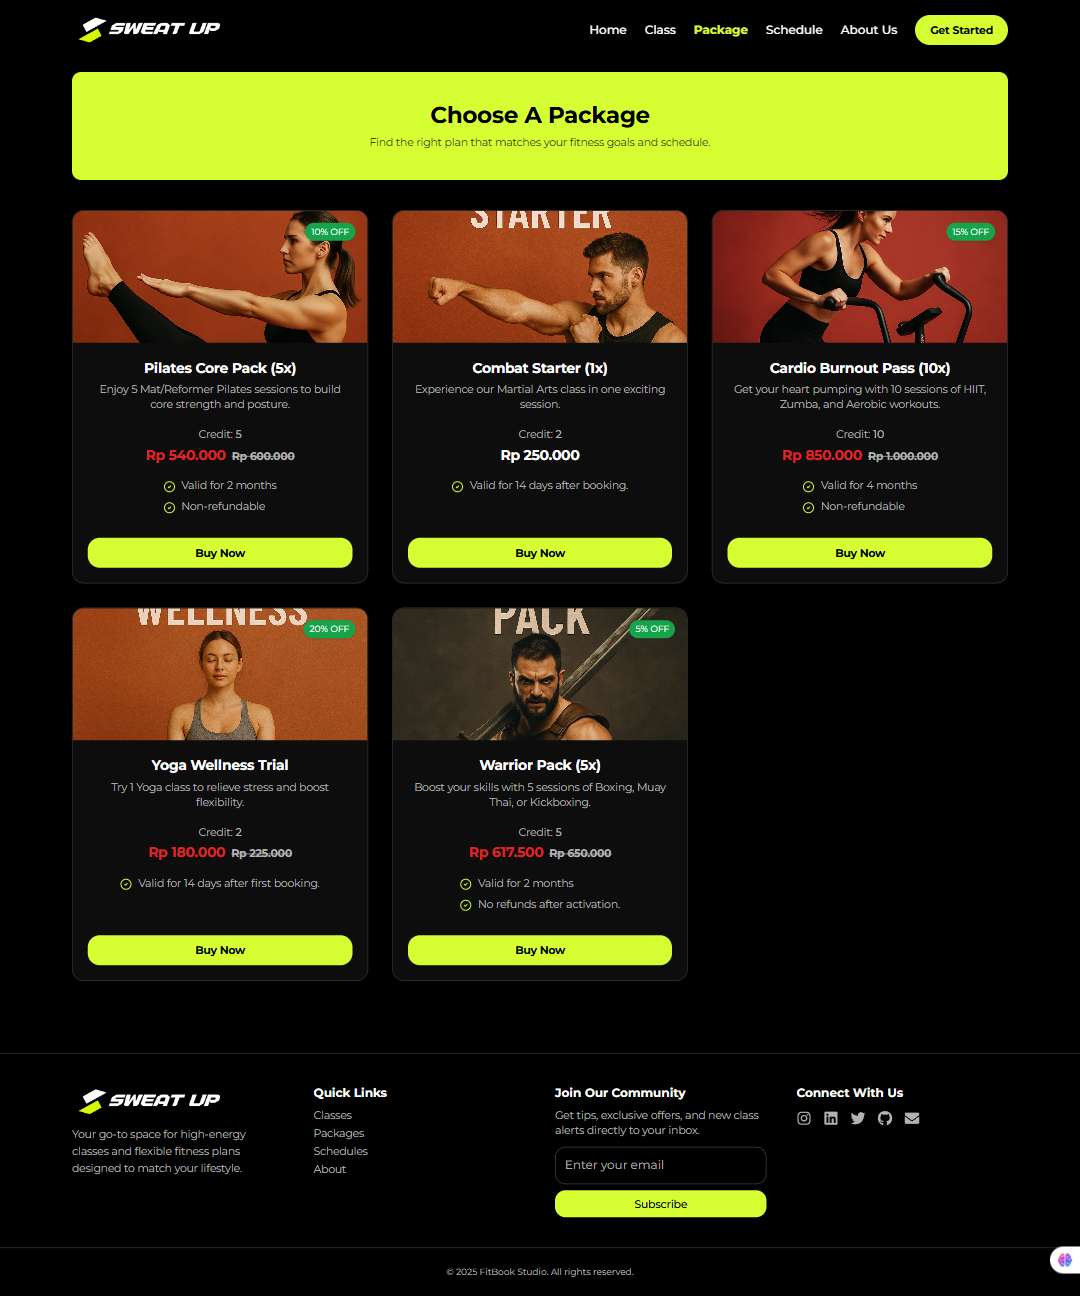 SWEAT UP
Home Class Package Schedule About Us Get Started
Choose A Package
Find the right plan that matches your fitness goals and schedule.
10% OFF
Pilates Core Pack (5x)
Enjoy 5 Mat/Reformer Pilates sessions to build
core strength and posture.
Credit: 5
Rp 540.000 Rp 600.000
Valid for 2 months
Non-refundable
Buy Now
STARTER
Combat Starter (1x)
Experience our Martial Arts class in one exciting
session.
Credit: 2
Rp 250.000
Valid for 14 days after booking.
Buy Now
15% OFF
Cardio Burnout Pass (10x)
Get your heart pumping with 10 sessions of HIIT,
Zumba, and Aerobic workouts.
Credit: 10
Rp 850.000 Rp 1.000.000
Valid for 4 months
Non-refundable
Buy Now
WELLNESS
20% OFF
Yoga Wellness Trial
Try 1 Yoga class to relieve stress and boost
flexibility.
Credit: 2
Rp 180.000 Rp 225.000
Valid for 14 days after first booking.
Buy Now
PACK
5% OFF
Warrior Pack (5x)
Boost your skills with 5 sessions of Boxing, Muay
Thai, or Kickboxing.
Credit: 5
Rp 617.500 Rp 650.000
Valid for 2 months
No refunds after activation.
Buy Now
SWEAT UP
Your go-to space for high-energy
classes and flexible fitness plans
designed to match your lifestyle.
Quick Links
Classes
Packages
Schedules
About
Join Our Community
Get tips, exclusive offers, and new class
alerts directly to your inbox.
Enter your email
Subscribe
Connect With Us
© 2025 FitBook Studio. All rights reserved.